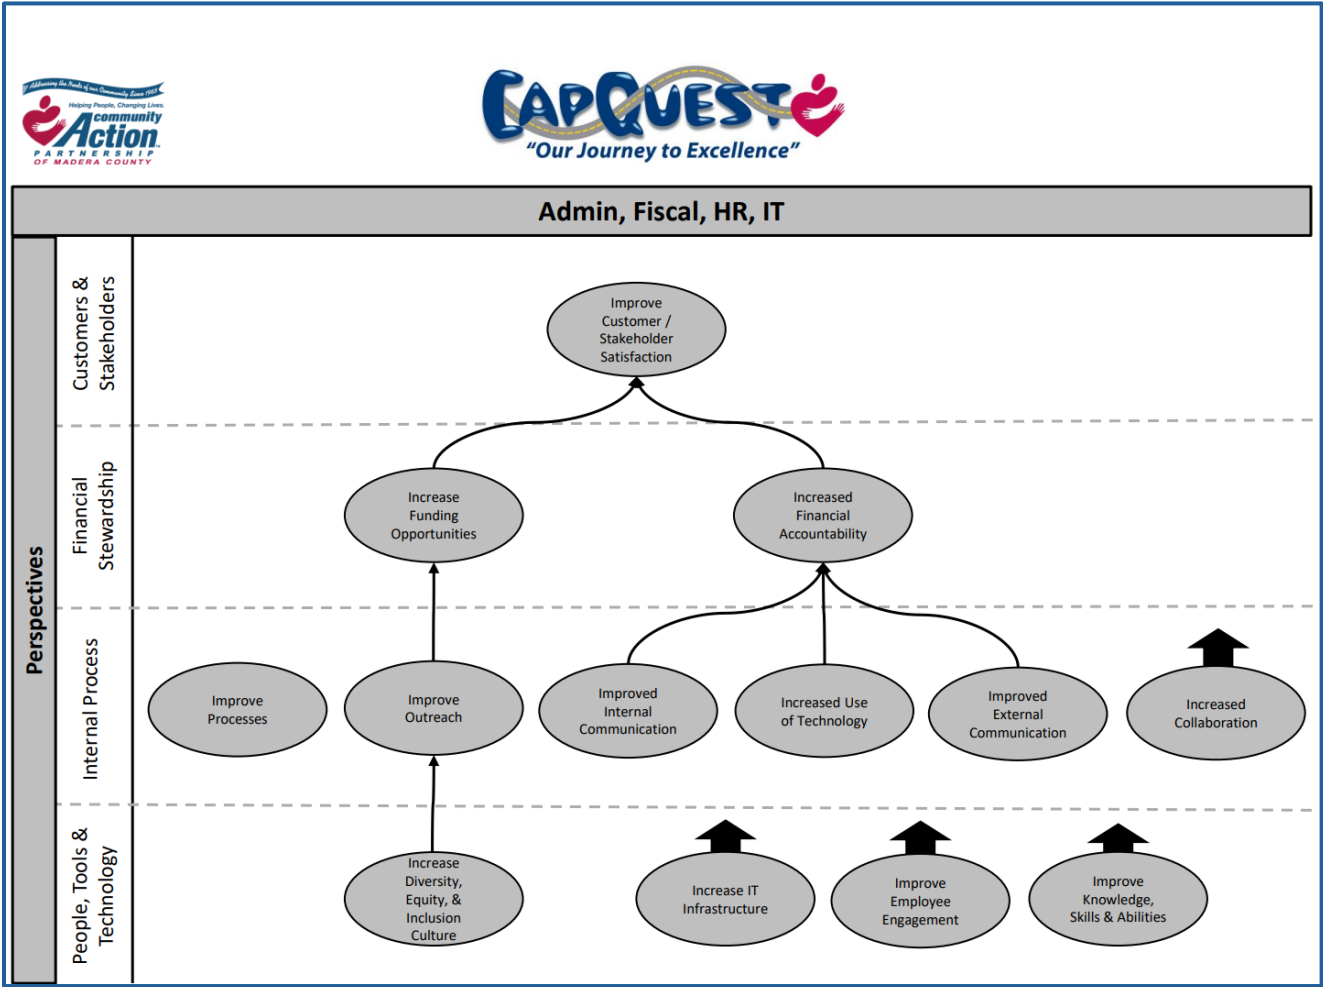 Addressing the Needs of our Community Since 1965
Helping People, Changing Lives.
community
Action
PARTNERSHIP
OF MADERA COUNTY
CAPQUEST
“Our Journey to Excellence”
Admin, Fiscal, HR, IT
Perspectives
Customers &
Stakeholders
Improve
Customer /
Stakeholder
Satisfaction
Financial
Stewardship
Increase
Funding
Opportunities
Increased
Financial
Accountability
Internal Process
Improve
Processes
Improve
Outreach
Improved
Internal
Communication
Increased Use
of Technology
Improved
External
Communication
Increased
Collaboration
People, Tools &
Technology
Increase
Diversity,
Equity, &
Inclusion
Culture
Increase IT
Infrastructure
Improve
Employee
Engagement
Improve
Knowledge,
Skills & Abilities